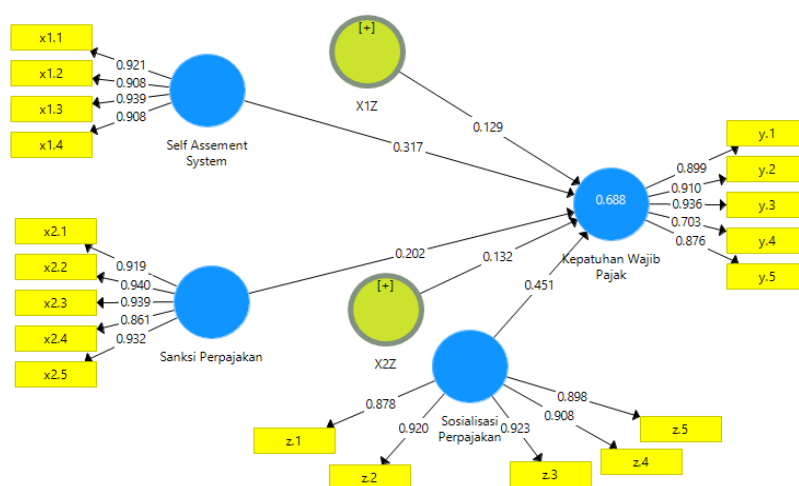 x1.1
x1.2
x1.3
x1.4
0.921
0.908
0.939
0.908
Self Assement
System
[+]
X1Z
0.129
0.317
y.1
y.2
y.3
y.4
y.5
0.899
0.910
0.936
0.703
0.876
0.688
Kepatuhan Wajib
Pajak
x2.1
x2.2
x2.3
x2.4
x2.5
0.919
0.940
0.939
0.861
0.932
Sanksi Perpajakan
0.202
0.132
[+]
X2Z
0.451
Sosialisasi
Perpajakan
0.878
0.920
0.923
0.908
0.898
z.1
z.2
z.3
z.4
z.5